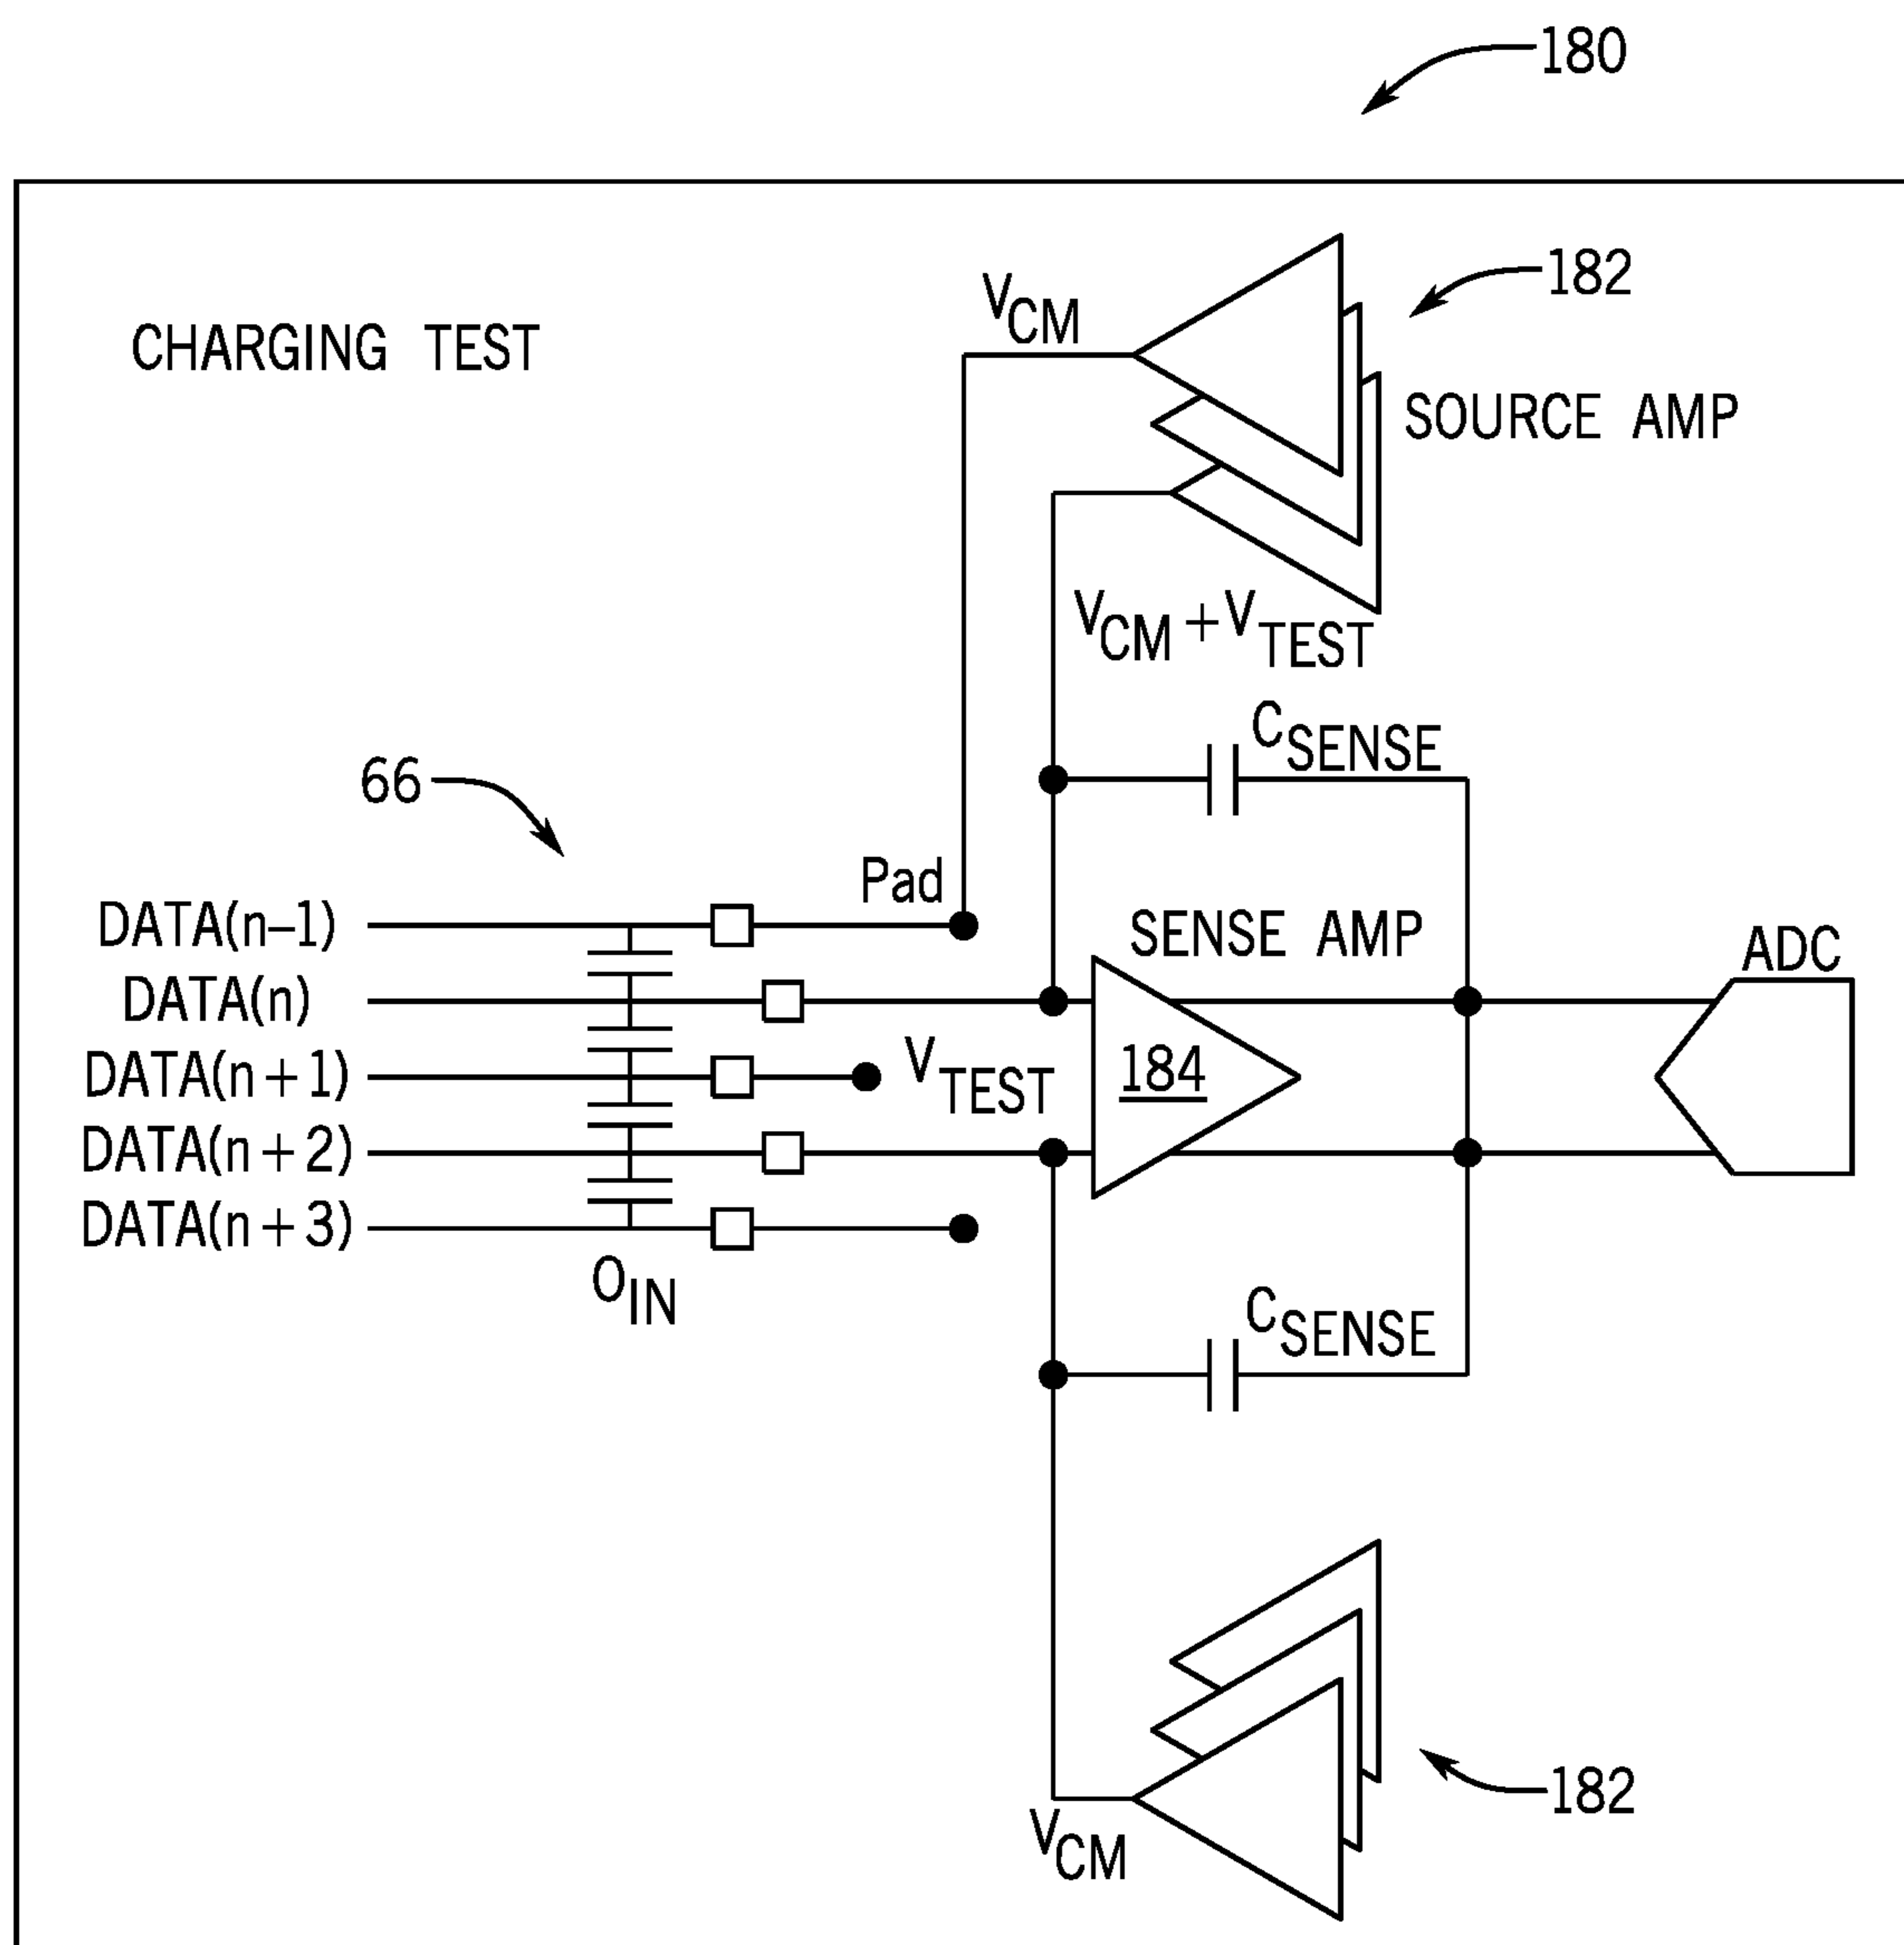 180
CHARGING TEST
VCM
182
SOURCE AMP
VCM+VTEST
CSENSE
66
Pad
DATA(n–1)
SENSE AMP
ADC
DATA(n)
DATA(n+1)
VTEST
184
DATA(n+2)
DATA(n+3)
OIN
CSENSE
182
VCM